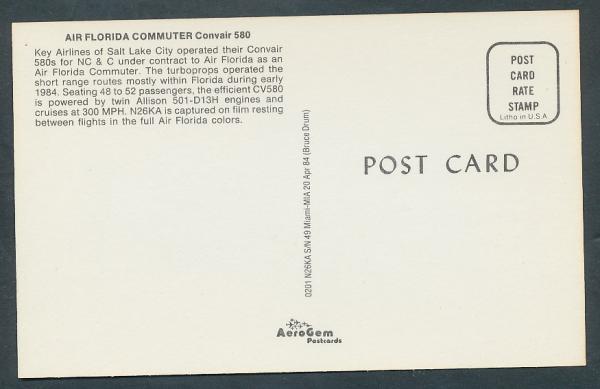 AIR FLORIDA COMMUTER Convair 580
Key Airlines of Salt Lake City operated their Convair
580s for NC & C under contract to Air Florida as an
Air Florida Commuter. The turboprops operated the
short range routes mostly within Florida during early
1984. Seating 48 to 52 passengers, the efficient CV580
is powered by twin Allison 501-D13H engines and
cruises at 300 MPH. N26KA is captured on film resting
between flights in the full Air Florida colors.
0201 N26KA S/N 49 Miami-MIA 20 Apr 84 (Bruce Drum)
AeroGem
Postcards
POST
CARD
RATE
STAMP
Litho in U.S.A.
POST CARD